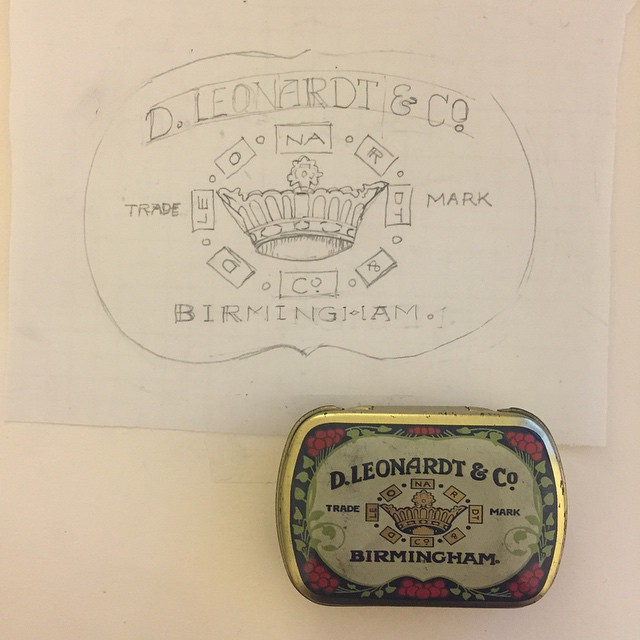 D. LEONARDT & Co
NA
O R
TRADE LE DT MARK
D &
Co
BIRMINGHAM.
D. LEONARDT & Co
NA
O R
TRADE LE DT MARK
D &
Co
BIRMINGHAM.